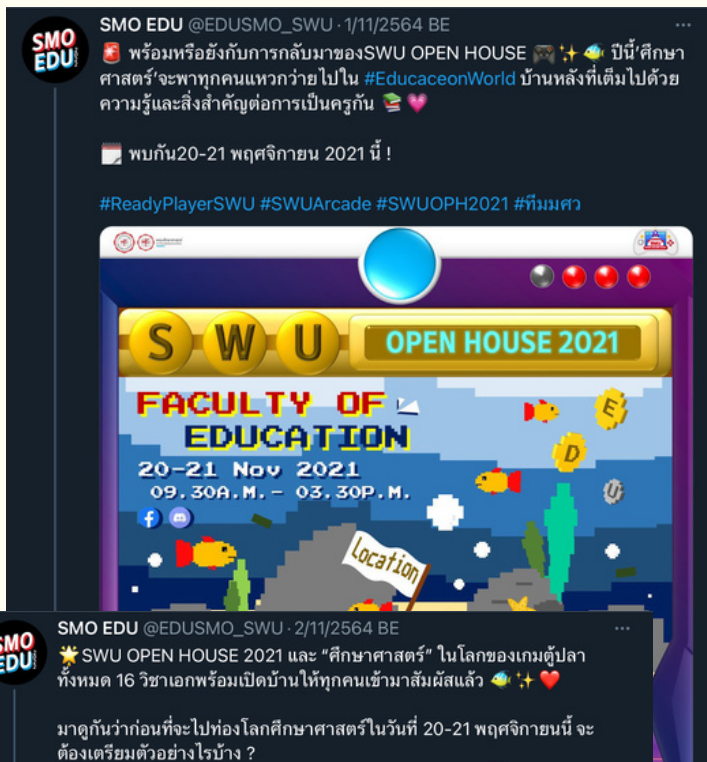 SMO EDU @EDUSMO_SWU · 1/11/2564 BE
SMO
EDU
🚨 พร้อมหรือยังกับการกลับมาของSWU OPEN HOUSE 🎮✨🐠 ปีนี้‘ศึกษา
ศาสตร์’จะพาทุกคนแหวกว่ายไปใน #EducaceonWorld บ้านหลังที่เต็มไปด้วย
ความรู้และสิ่งสำคัญต่อการเป็นครูกัน 📚💗
🗓️ พบกัน20-21 พฤศจิกายน 2021 นี้ !
#ReadyPlayerSWU #SWUArcade #SWUOPH2021 #ทีมมศว
SWU OPEN HOUSE 2021
FACULTY OF
EDUCATION
20-21 Nov 2021
09.30A.M.- 03.30P.M.
E
D
U
Location
SMO EDU @EDUSMO_SWU · 2/11/2564 BE
SMO
EDU
🌟SWU OPEN HOUSE 2021 และ “ศึกษาศาสตร์” ในโลกของเกมตู้ปลา
ทั้งหมด 16 วิชาเอกพร้อมเปิดบ้านให้ทุกคนเข้ามาสัมผัสแล้ว 🐠✨❤️
มาดูกันว่าก่อนที่จะไปท่องโลกศึกษาศาสตร์ในวันที่ 20-21 พฤศจิกายนนี้ จะ
ต้องเตรียมตัวอย่างไรบ้าง ?